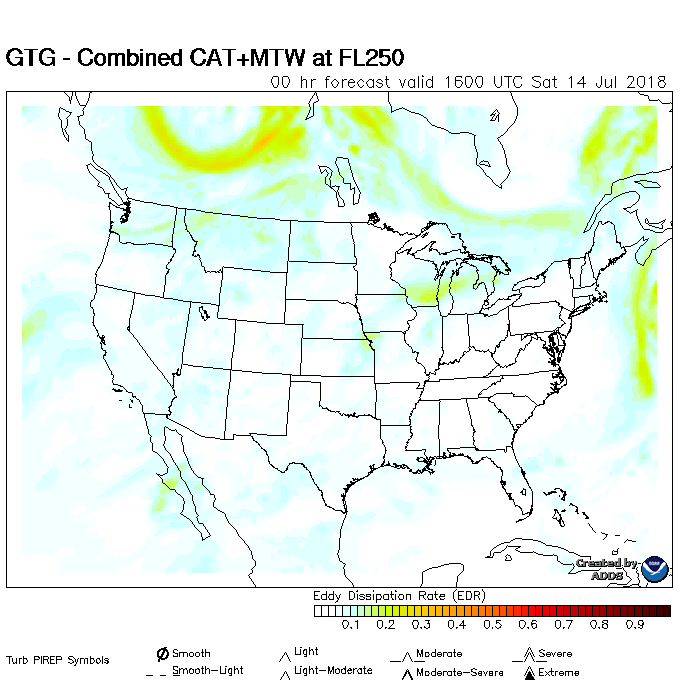 GTG - Combined CAT+MTW at FL250
00 hr forecast valid 1600 UTC Sat 14 Jul 2018
Created by
ADDS
Eddy Dissipation Rate (EDR)
0.1 0.2 0.3 0.4 0.5 0.6 0.7 0.8 0.9
Turb PIREP Symbols
Smooth
Light
Moderate
Severe
Smooth-Light
Light-Moderate
Moderate-Severe
Extreme